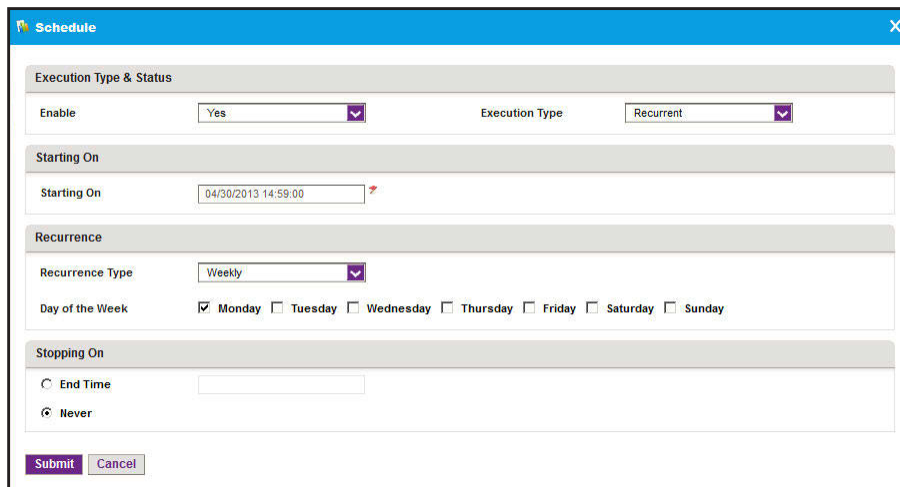 Schedule
X
Execution Type & Status
Enable Yes Execution Type Recurrent
Starting On
Starting On 04/30/2013 14:59:00
Recurrence
Recurrence Type Weekly
Day of the Week Monday Tuesday Wednesday Thursday Friday Saturday Sunday
Stopping On
End Time
Never
Submit Cancel